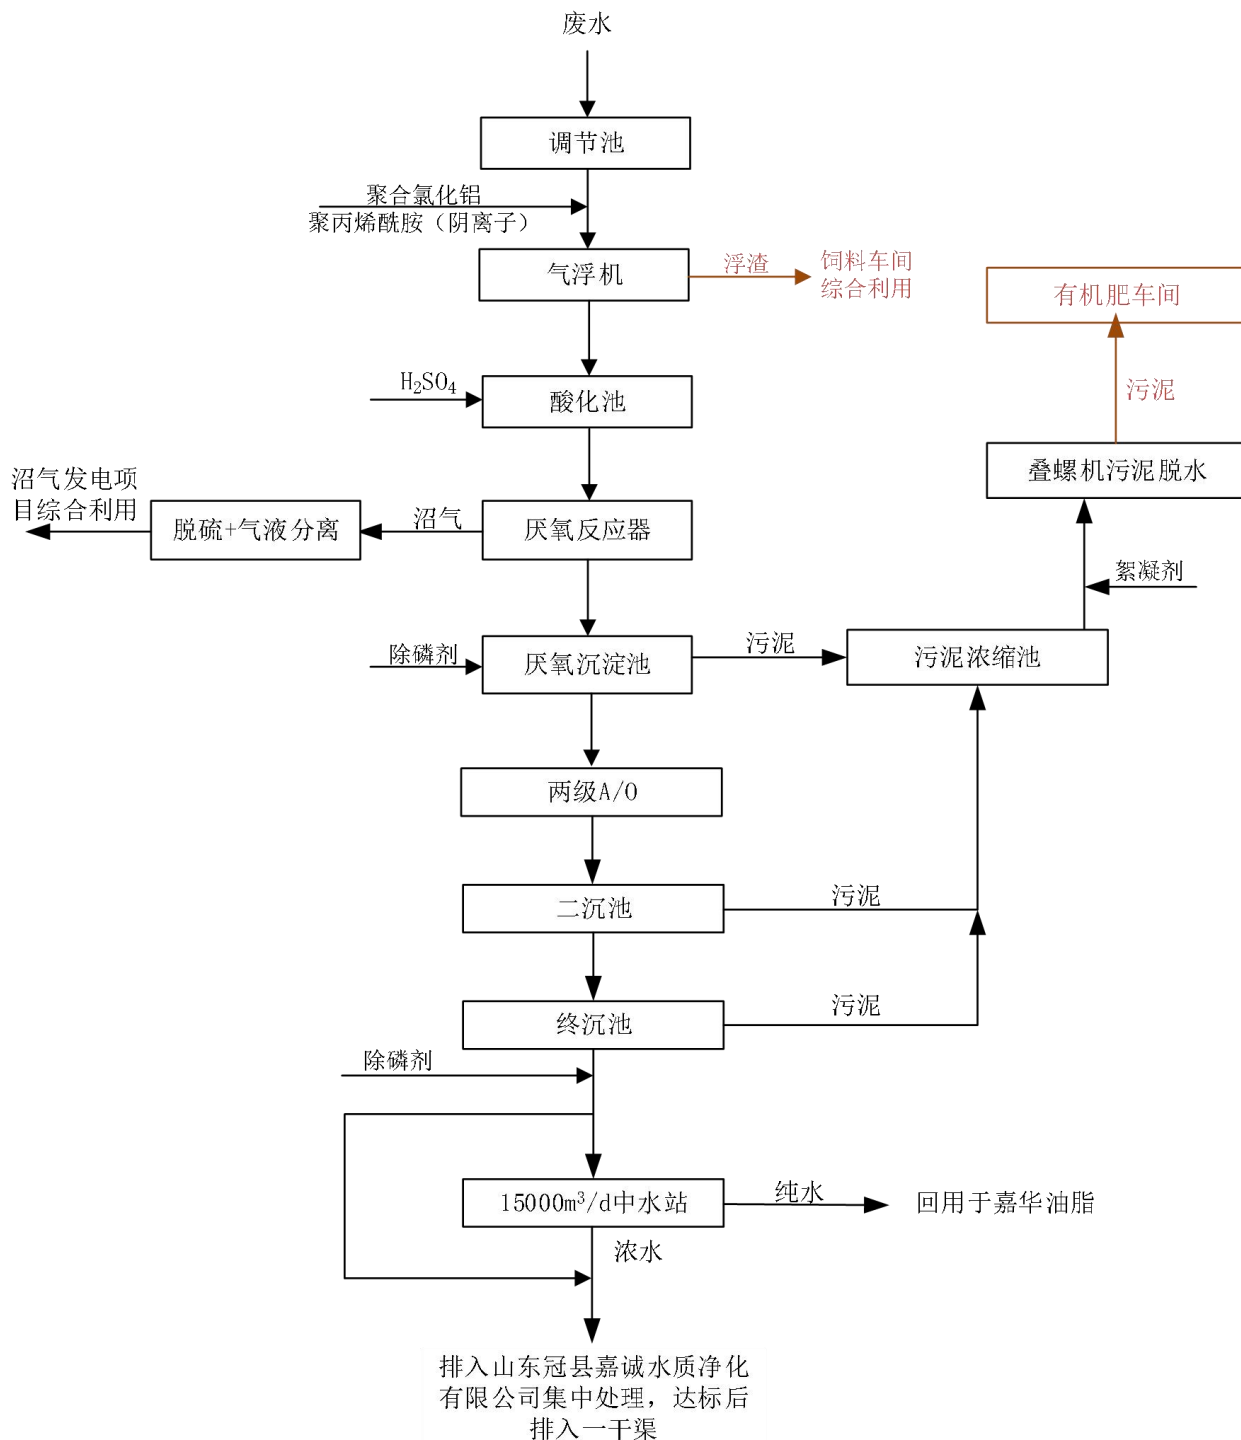 废水
调节池
聚合氯化铝
聚丙烯酰胺（阴离子）
气浮机
浮渣
饲料车间
综合利用
有机肥车间
污泥
H₂SO₄
酸化池
叠螺机污泥脱水
沼气发电项
目综合利用
脱硫+气液分离
沼气
厌氧反应器
絮凝剂
除磷剂
厌氧沉淀池
污泥
污泥浓缩池
两级A/O
二沉池
污泥
终沉池
污泥
除磷剂
15000m³/d中水站
纯水
回用于嘉华油脂
浓水
排入山东冠县嘉诚水质净化
有限公司集中处理，达标后
排入一干渠